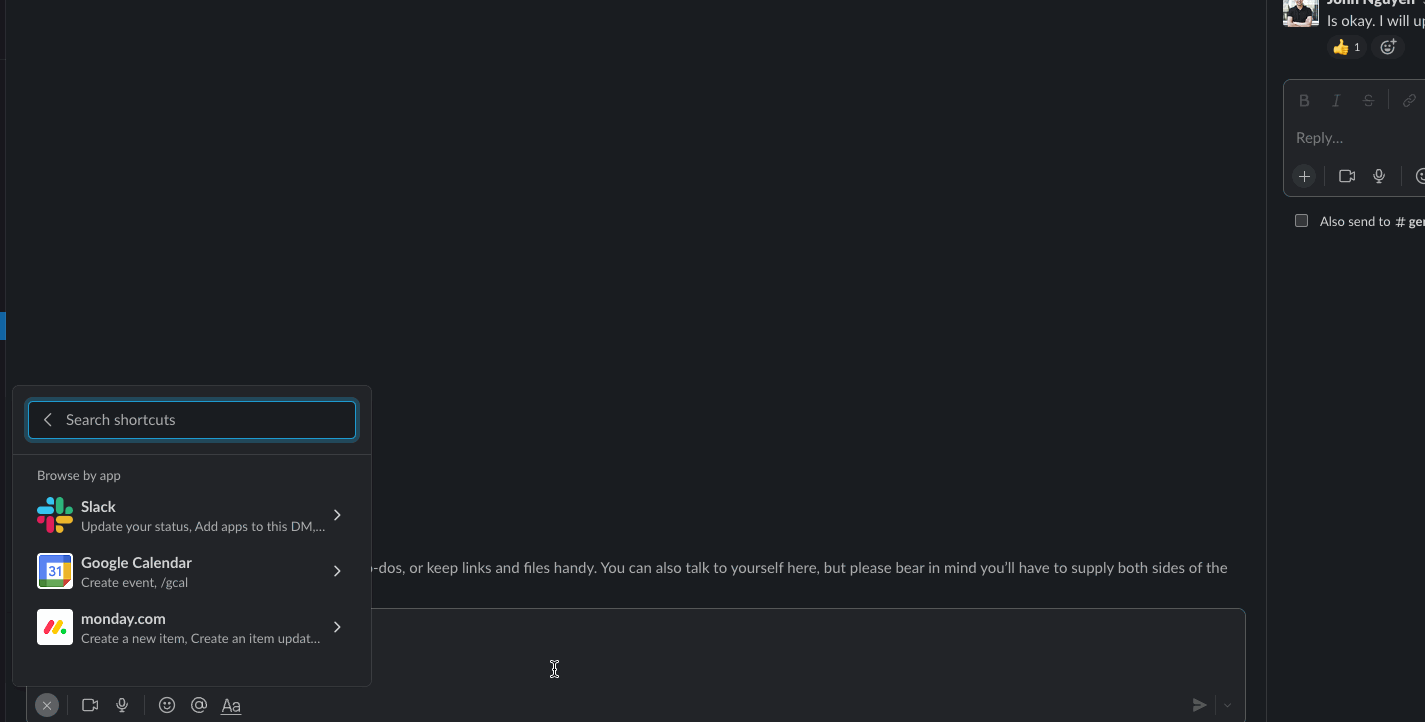 John Nguyen
Is okay. I will up
1
Reply...
Also send to # ger
Search shortcuts
Browse by app
Slack
Update your status, Add apps to this DM,...
31
Google Calendar
Create event, /gcal
monday.com
Create a new item, Create an item updat...
o-dos, or keep links and files handy. You can also talk to yourself here, but please bear in mind you'll have to supply both sides of the
Aa